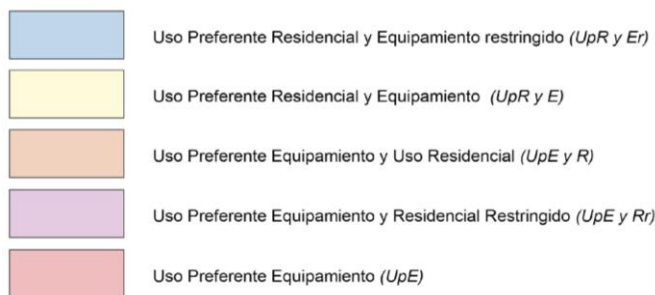 Uso Preferente Residencial y Equipamiento restringido (UpR y Er)
Uso Preferente Residencial y Equipamiento (UpR y E)
Uso Preferente Equipamiento y Uso Residencial (UpE y R)
Uso Preferente Equipamiento y Residencial Restringido (UpE y Rr)
Uso Preferente Equipamiento (UpE)